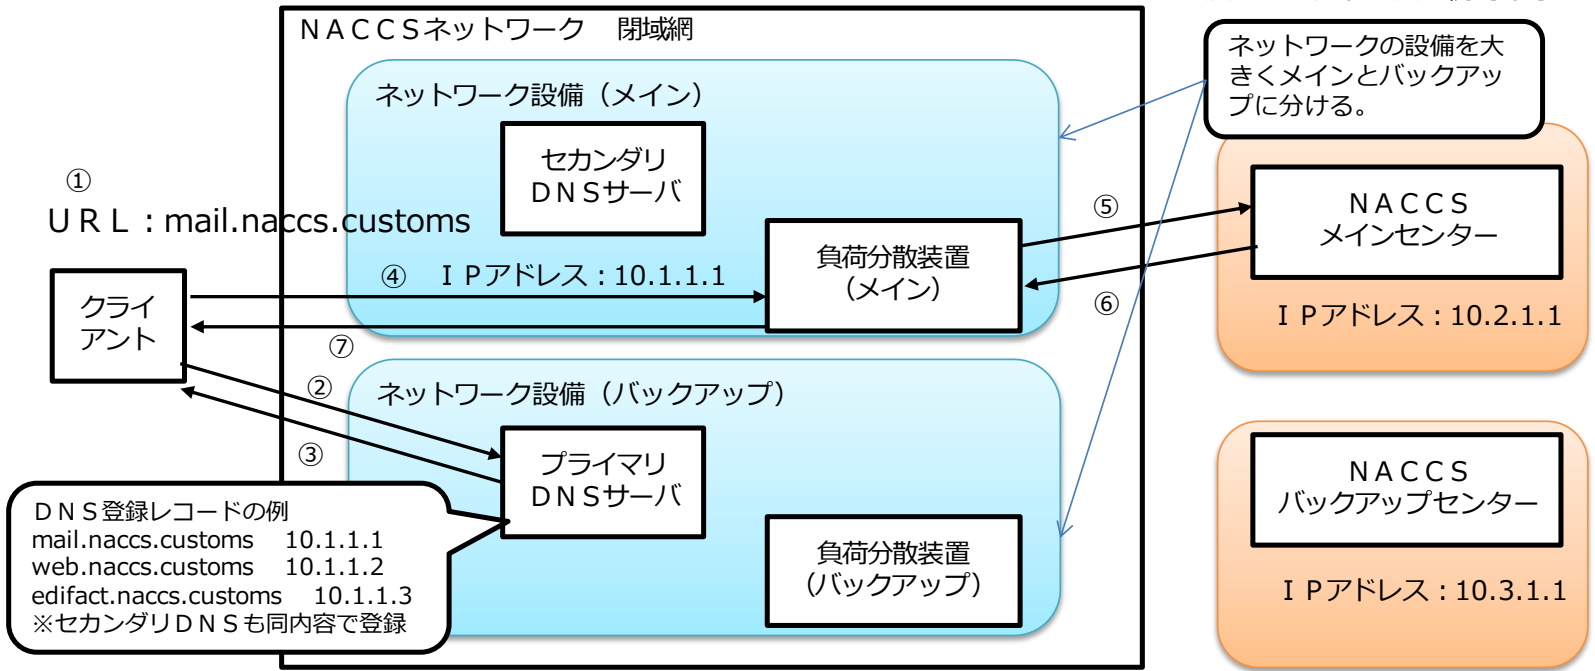 NACCSネットワーク　閉域網
ネットワークの設備を大
きくメインとバックアッ
プに分ける。
ネットワーク設備（メイン）
セカンダリ
DNSサーバ
①
URL：mail.naccs.customs
⑤
NACCS
メインセンター
負荷分散装置
（メイン）
④　IPアドレス：10.1.1.1
クライ
アント
⑥
IPアドレス：10.2.1.1
⑦
②
ネットワーク設備（バックアップ）
③
プライマリ
DNSサーバ
NACCS
バックアップセンター
DNS登録レコードの例
mail.naccs.customs　10.1.1.1
web.naccs.customs　10.1.1.2
edifact.naccs.customs　10.1.1.3
※セカンダリDNSも同内容で登録
負荷分散装置
（バックアップ）
IPアドレス：10.3.1.1